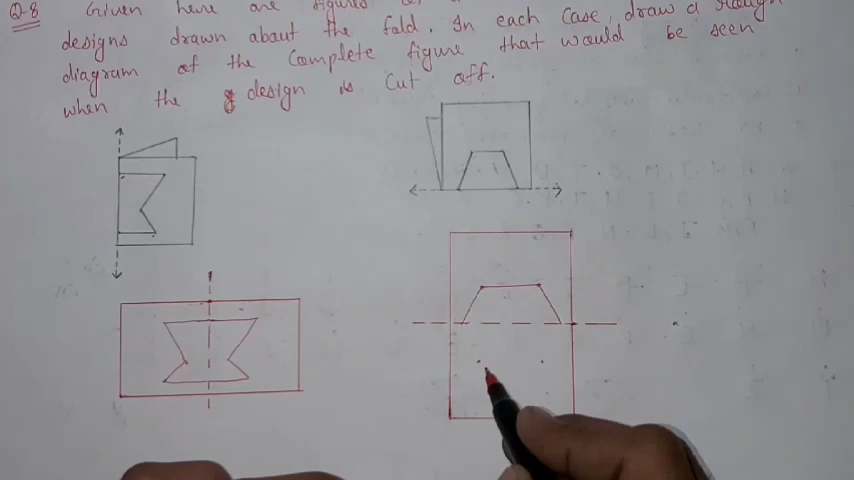 Q-8 Given here are figures
designs drawn about the fold. In each case, draw a rough
diagram of the complete figure that would be seen
when the design is cut off.